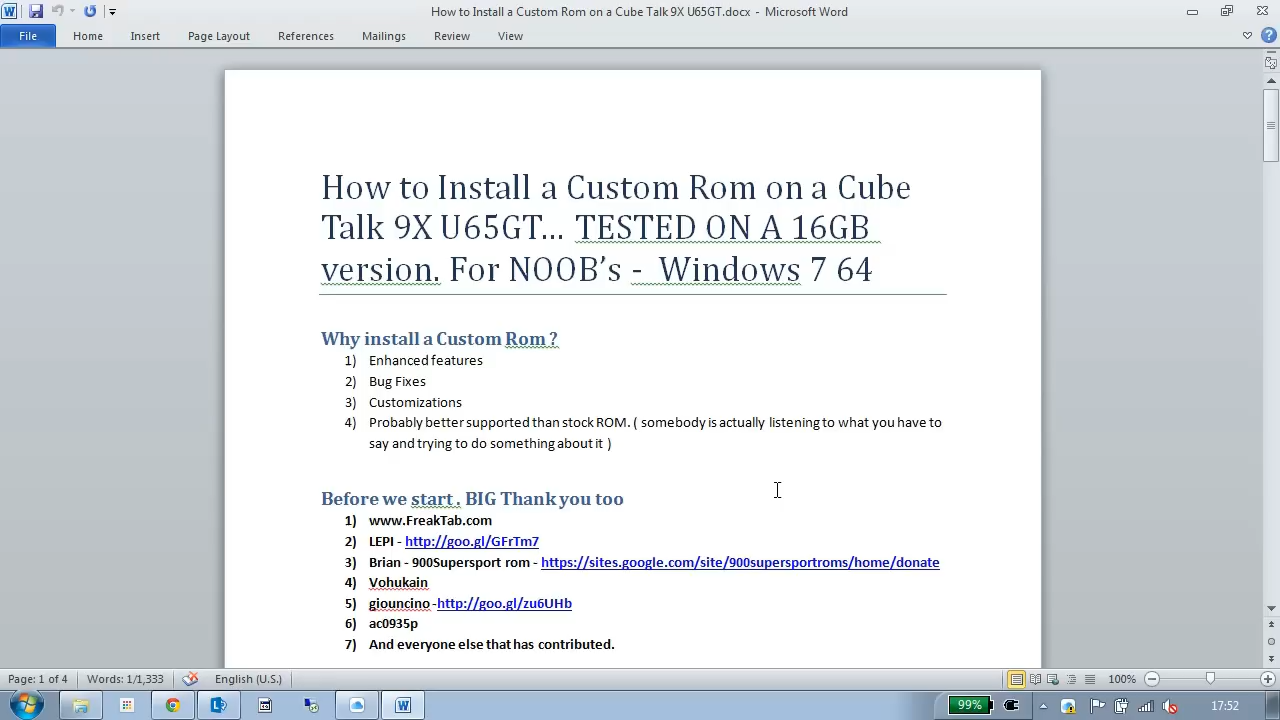 How to Install a Custom Rom on a Cube Talk 9X U65GT.docx - Microsoft Word
File Home Insert Page Layout References Mailings Review View
How to Install a Custom Rom on a Cube
Talk 9X U65GT... TESTED ON A 16GB
version. For NOOB's - Windows 7 64
Why install a Custom Rom ?
1) Enhanced features
2) Bug Fixes
3) Customizations
4) Probably better supported than stock ROM. ( somebody is actually listening to what you have to
say and trying to do something about it )
Before we start . BIG Thank you too
1) www.FreakTab.com
2) LEPI - http://goo.gl/GFrTm7
3) Brian - 900Supersport rom - https://sites.google.com/site/900supersportroms/home/donate
4) Vohukain
5) giouncino -http://goo.gl/zu6UHb
6) ac0935p
7) And everyone else that has contributed.
Page: 1 of 4 Words: 1/1,333 English (U.S.) 100%
99% 17:52